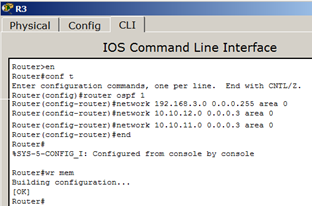 R3
Physical Config CLI
IOS Command Line Interface
Router>en
Router#conf t
Enter configuration commands, one per line.  End with CNTL/Z.
Router(config)#router ospf 1
Router(config-router)#network 192.168.3.0 0.0.0.255 area 0
Router(config-router)#network 10.10.12.0 0.0.0.3 area 0
Router(config-router)#network 10.10.11.0 0.0.0.3 area 0
Router(config-router)#end
Router#
%SYS-5-CONFIG_I: Configured from console by console
Router#wr mem
Building configuration...
[OK]
Router#